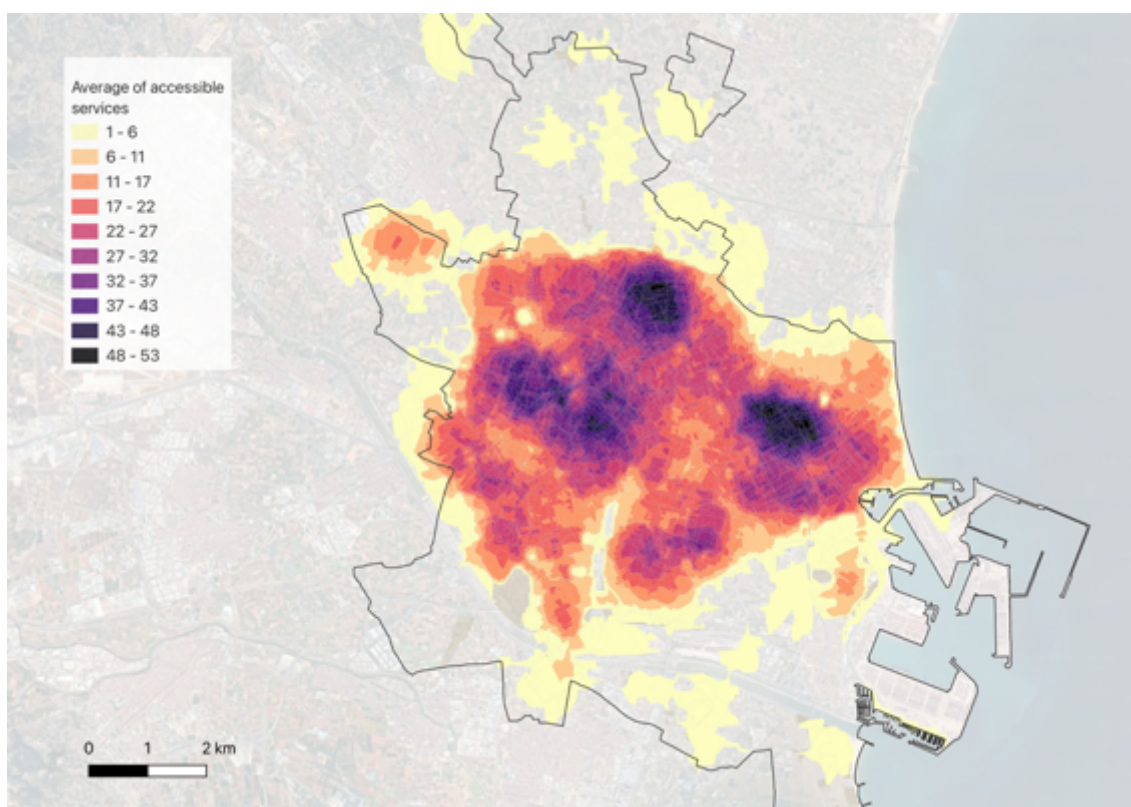 Average of accessible
services
1 - 6
6 - 11
11 - 17
17 - 22
22 - 27
27 - 32
32 - 37
37 - 43
43 - 48
48 - 53
0 1 2 km